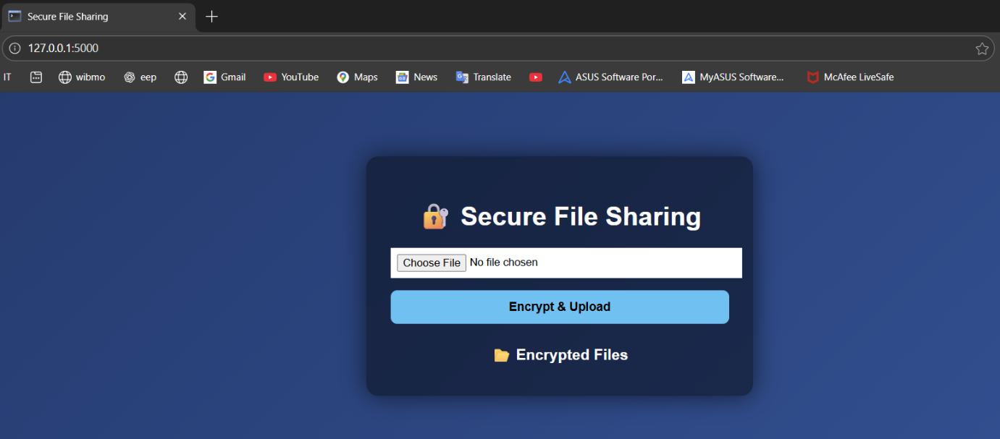 Secure File Sharing
127.0.0.1:5000
IT wibmo eep Gmail YouTube Maps News Translate ASUS Software Por... MyASUS Software... McAfee LiveSafe
Secure File Sharing
Choose File No file chosen
Encrypt & Upload
Encrypted Files